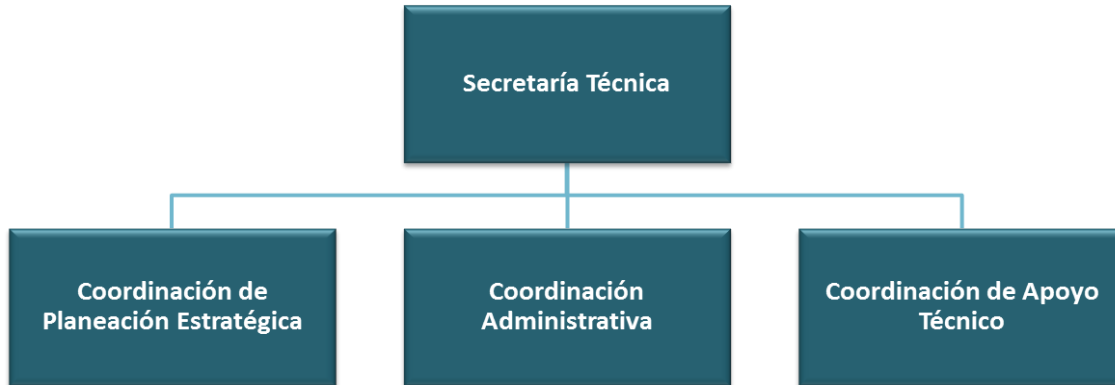 Secretaría Técnica
Coordinación de
Planeación Estratégica
Coordinación
Administrativa
Coordinación de Apoyo
Técnico